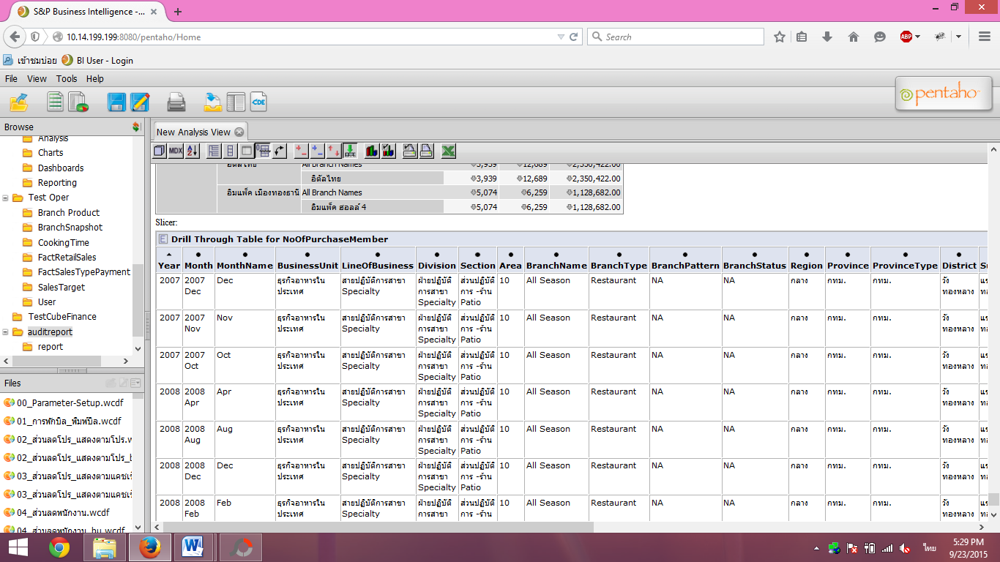 S&P Business Intelligence -...
10.14.199.199:8080/pentaho/Home
Search
ABP
เข้าชมบ่อย BI User - Login
File View Tools Help
CDE
pentaho
Browse
New Analysis View
Analysis
Charts
Dashboards
Reporting
Test Oper
Branch Product
BranchSnapshot
CookingTime
FactRetailSales
FactSalesTypePayment
SalesTarget
User
TestCubeFinance
auditreport
report
Files
00_Parameter-Setup.wcdf
01_การพักบิล_พิมพ์บิล.wcdf
02_ส่วนลดโปร_แสดงตามโปร.w
02_ส่วนลดโปร_แสดงตามโปร_b
03_ส่วนลดโปร_แสดงตามแคชเชี
03_ส่วนลดโปร_แสดงตามแคชเชี
04_ส่วนลดพนักงาน.wcdf
04_ส่วนลดพนักงาน_bu.wcdf
MDX
อิตัลไทย All Branch Names 3,939 12,689 2,350,422.00
อิตัลไทย 3,939 12,689 2,350,422.00
อิมแพ็ค เมืองทองธานี All Branch Names 5,074 6,259 1,128,682.00
อิมแพ็ค ฮอลล์ 4 5,074 6,259 1,128,682.00
Slicer:
Drill Through Table for NoOfPurchaseMember
Year Month MonthName BusinessUnit LineOfBusiness Division Section Area BranchName BranchType BranchPattern BranchStatus Region Province ProvinceType District Su
2007 2007 Dec ธุรกิจอาหารใน สายปฏิบัติการสาขา ฝ่ายปฏิบัติ ส่วนปฏิบัติ 10 All Season Restaurant NA NA กลาง กทม. กทม. วัง
Dec ประเทศ Specialty การสาขา การ -ร้าน ทองหลาง
Specialty Patio
2007 2007 Nov ธุรกิจอาหารใน สายปฏิบัติการสาขา ฝ่ายปฏิบัติ ส่วนปฏิบัติ 10 All Season Restaurant NA NA กลาง กทม. กทม. วัง
Nov ประเทศ Specialty การสาขา การ -ร้าน ทองหลาง
Specialty Patio
2007 2007 Oct ธุรกิจอาหารใน สายปฏิบัติการสาขา ฝ่ายปฏิบัติ ส่วนปฏิบัติ 10 All Season Restaurant NA NA กลาง กทม. กทม. วัง
Oct ประเทศ Specialty การสาขา การ -ร้าน ทองหลาง
Specialty Patio
2008 2008 Apr ธุรกิจอาหารใน สายปฏิบัติการสาขา ฝ่ายปฏิบัติ ส่วนปฏิบัติ 10 All Season Restaurant NA NA กลาง กทม. กทม. วัง
Apr ประเทศ Specialty การสาขา การ -ร้าน ทองหลาง
Specialty Patio
2008 2008 Aug ธุรกิจอาหารใน สายปฏิบัติการสาขา ฝ่ายปฏิบัติ ส่วนปฏิบัติ 10 All Season Restaurant NA NA กลาง กทม. กทม. วัง
Aug ประเทศ Specialty การสาขา การ -ร้าน ทองหลาง
Specialty Patio
2008 2008 Dec ธุรกิจอาหารใน สายปฏิบัติการสาขา ฝ่ายปฏิบัติ ส่วนปฏิบัติ 10 All Season Restaurant NA NA กลาง กทม. กทม. วัง
Dec ประเทศ Specialty การสาขา การ -ร้าน ทองหลาง
Specialty Patio
2008 2008 Feb ธุรกิจอาหารใน สายปฏิบัติการสาขา ฝ่ายปฏิบัติ ส่วนปฏิบัติ 10 All Season Restaurant NA NA กลาง กทม. กทม. วัง
Feb ประเทศ Specialty การสาขา การ -ร้าน ทองหลาง
ไทย
5:29 PM
9/23/2015